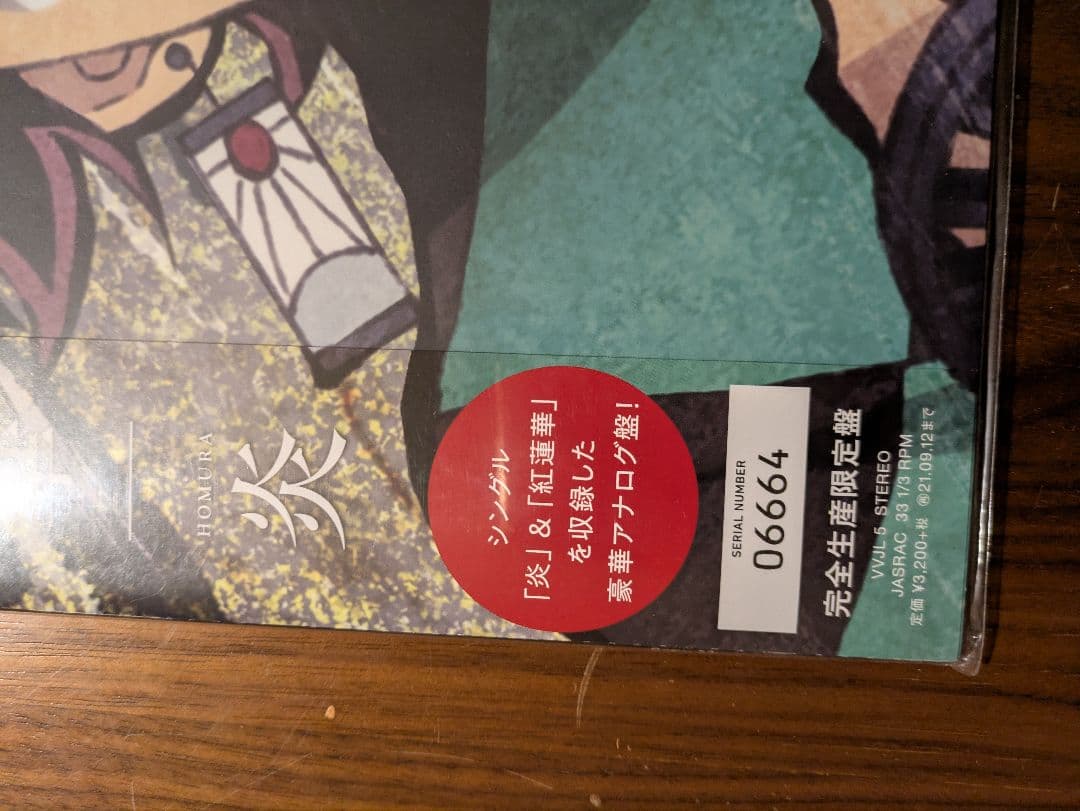 HOMURA
炎
シングル
「炎」&「紅蓮華」
を収録した
豪華アナログ盤!
SERIAL NUMBER
06664
完全生産限定盤
VVJL 5 STEREO
JASRAC 33 1/3 RPM
定価 ¥3,200+税 ㊕21.09.12まで